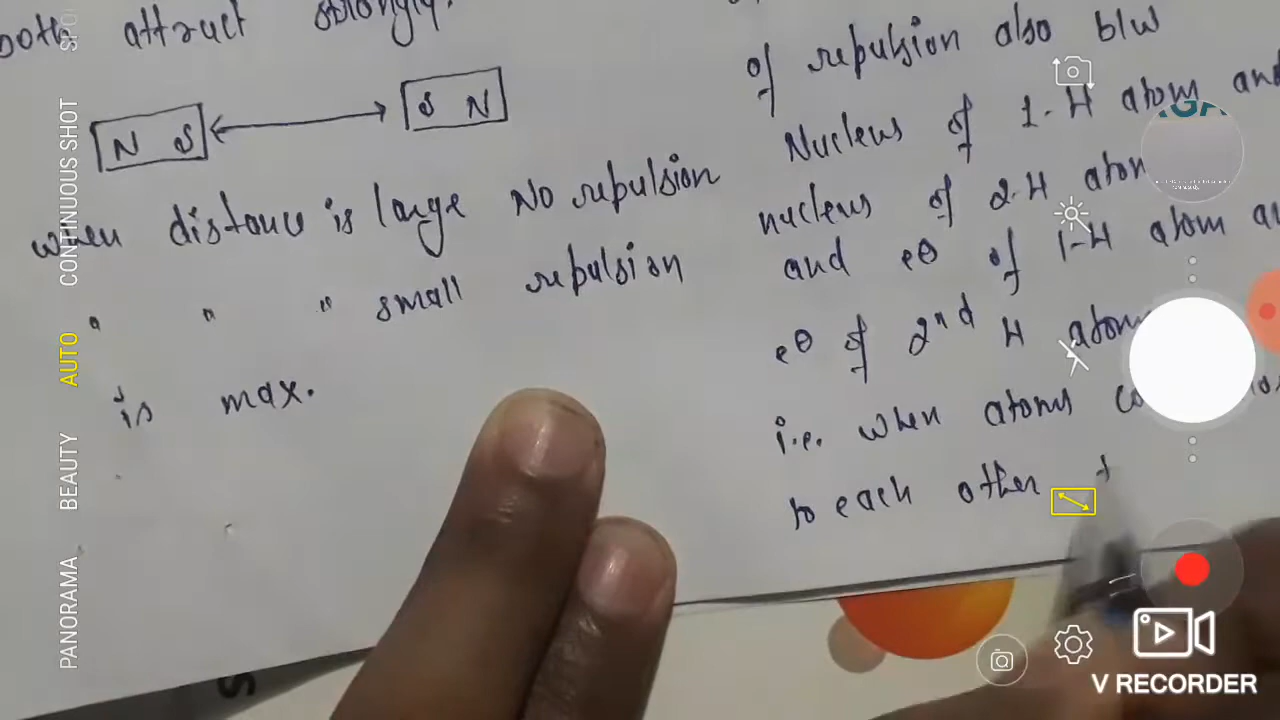 both attract strongly.
N S
S N
when distance is large No repulsion
" " " small repulsion
is max.
of repulsion also b/w
Nucleus of 1-H atom and
nucleus of 2-H atom
and e⊖ of 1-H atom
e⊖ of 2nd H atom
i.e. when atoms
to each other
SPO
CONTINUOUS SHOT
AUTO
BEAUTY
PANORAMA
V RECORDER